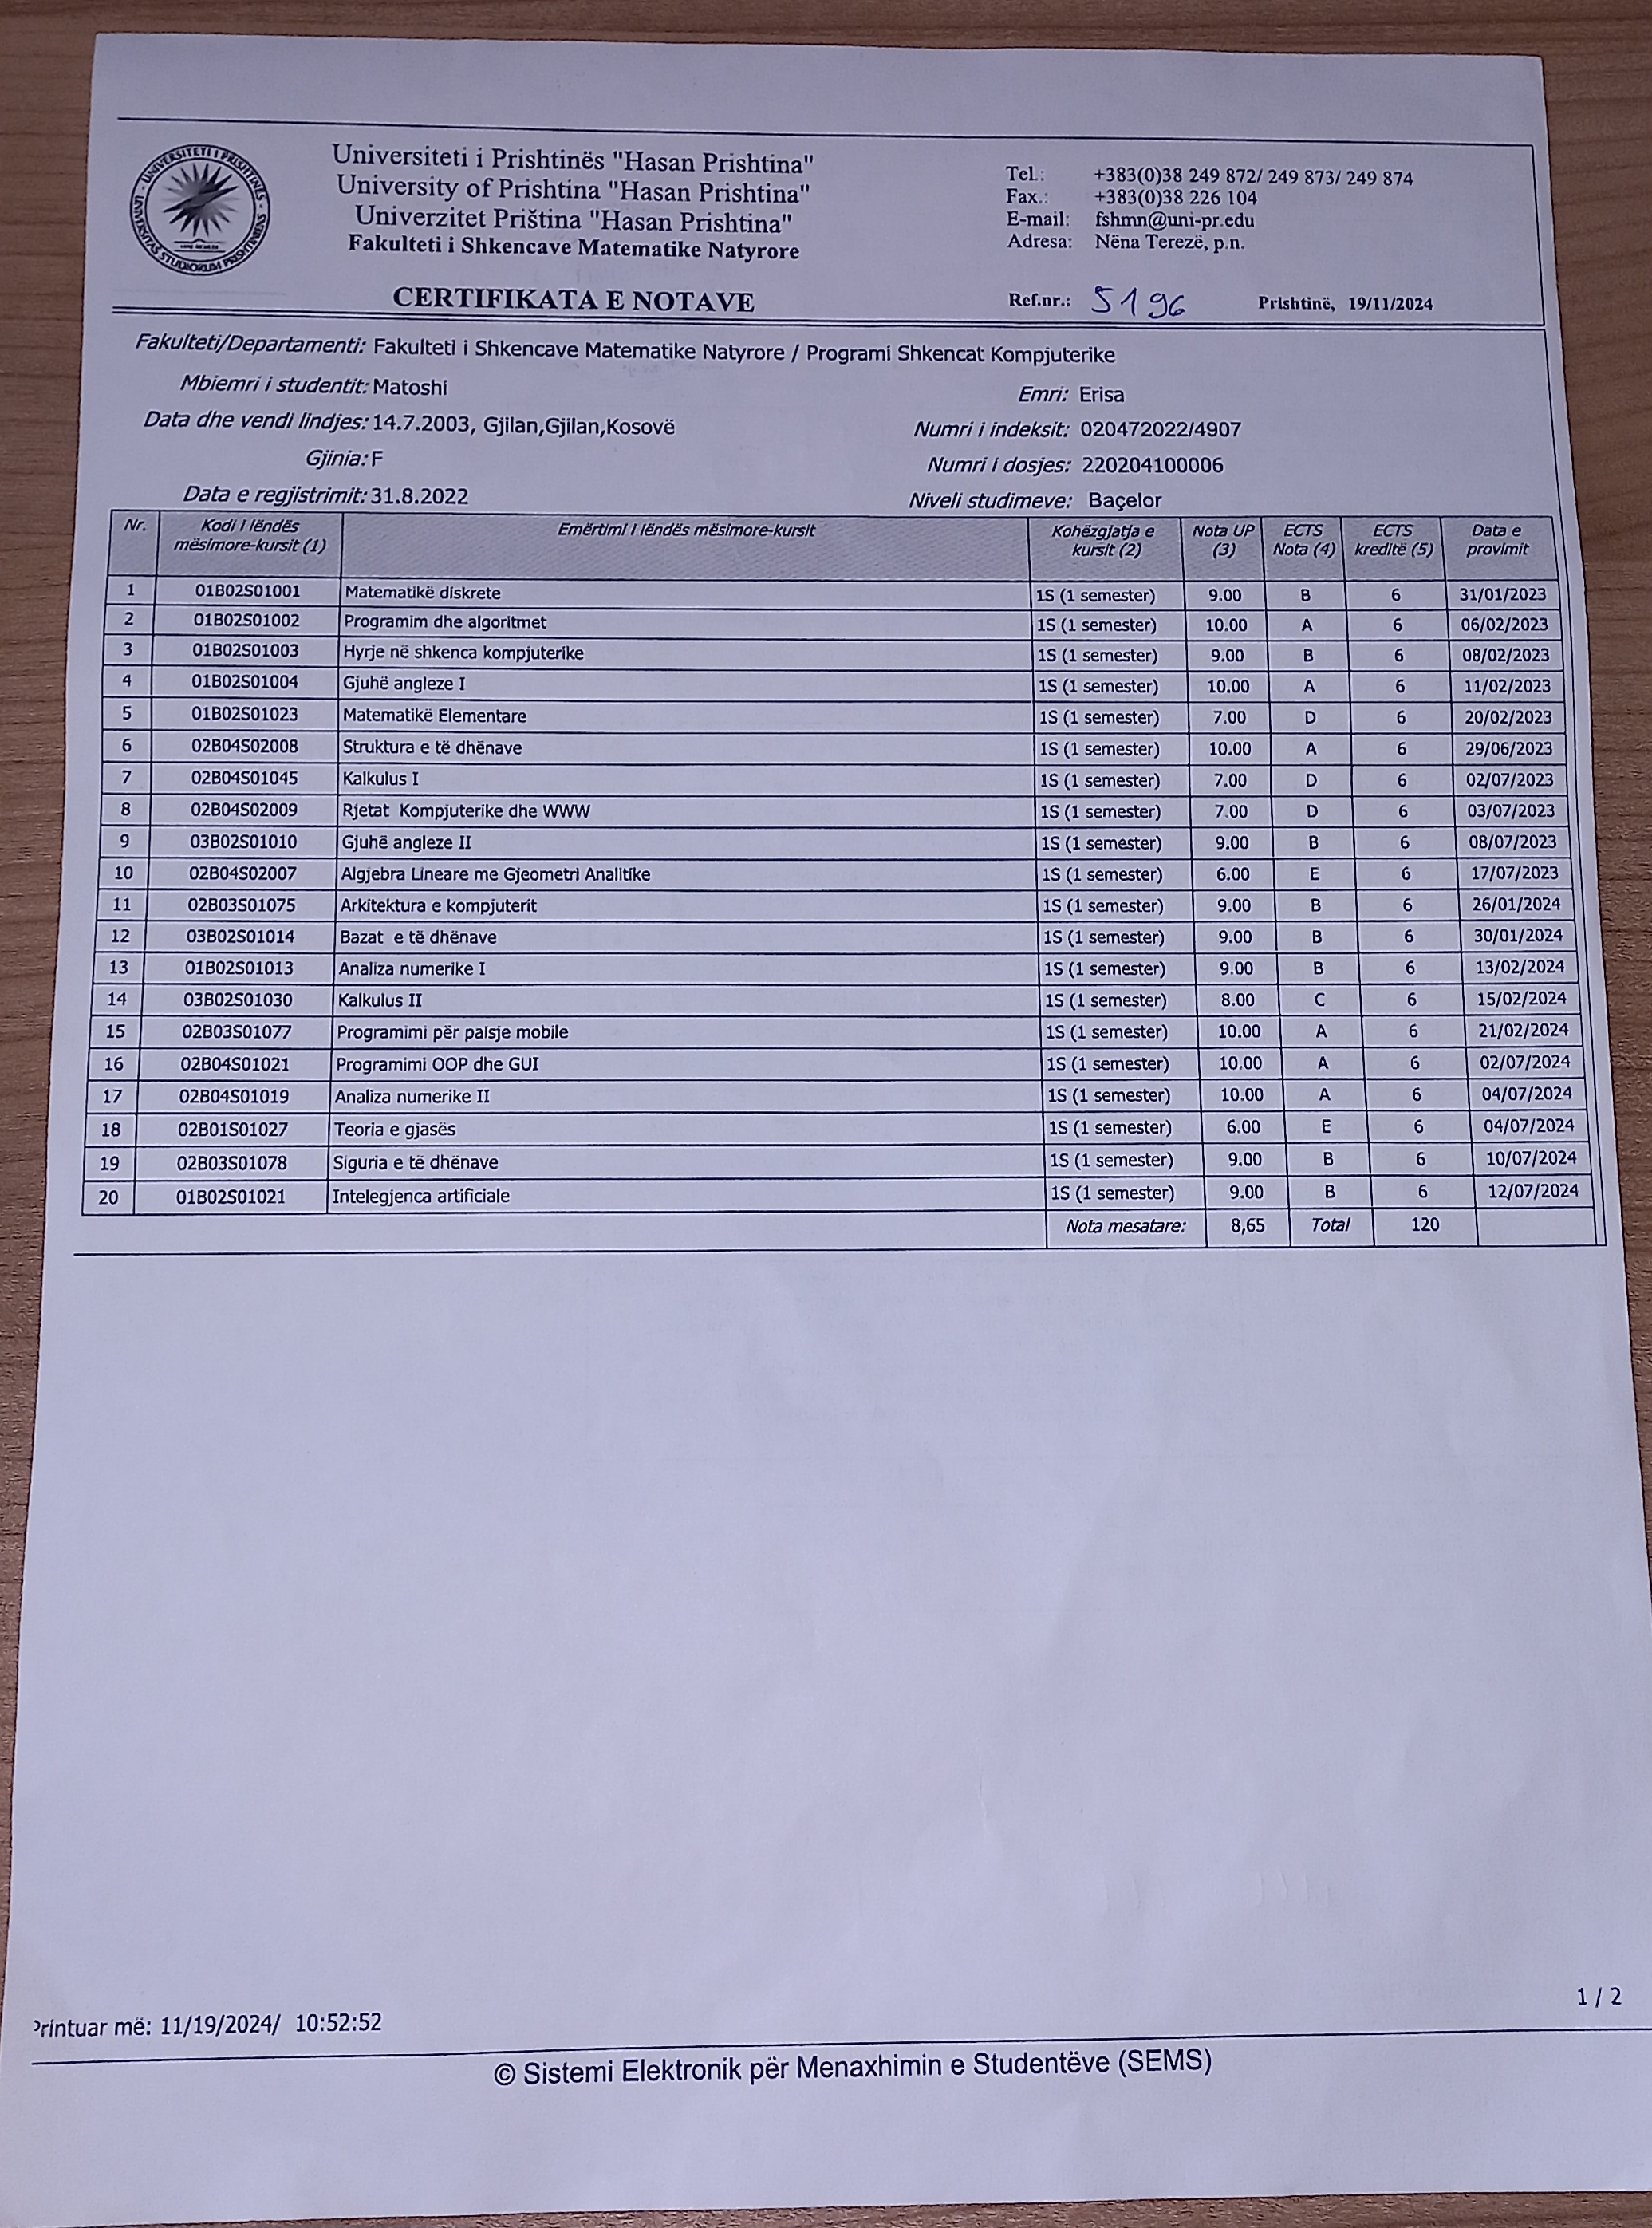 Universiteti i Prishtinës "Hasan Prishtina"
University of Prishtina "Hasan Prishtina"
Univerzitet Priština "Hasan Prishtina"
Fakulteti i Shkencave Matematike Natyrore
UNIVERSITETI I PRISHTINËS - UNIVERSITAS STUDIORUM PRISHTINIENSIS
Tel.: +383(0)38 249 872/ 249 873/ 249 874
Fax.: +383(0)38 226 104
E-mail: fshmn@uni-pr.edu
Adresa: Nëna Terezë, p.n.
CERTIFIKATA E NOTAVE
Ref.nr.: 5196 Prishtinë, 19/11/2024
Fakulteti/Departamenti: Fakulteti i Shkencave Matematike Natyrore / Programi Shkencat Kompjuterike
Mbiemri i studentit: Matoshi Emri: Erisa
Data dhe vendi lindjes: 14.7.2003, Gjilan,Gjilan,Kosovë Numri i indeksit: 020472022/4907
Gjinia: F Numri I dosjes: 220204100006
Data e regjistrimit: 31.8.2022 Niveli studimeve: Baçelor
Nr. Kodi I lëndës mësimore-kursit (1) Emërtimi i lëndës mësimore-kursit Kohëzgjatja e kursit (2) Nota UP (3) ECTS Nota (4) ECTS kreditë (5) Data e provimit
1 01B02S01001 Matematikë diskrete 1S (1 semester) 9.00 B 6 31/01/2023
2 01B02S01002 Programim dhe algoritmet 1S (1 semester) 10.00 A 6 06/02/2023
3 01B02S01003 Hyrje në shkenca kompjuterike 1S (1 semester) 9.00 B 6 08/02/2023
4 01B02S01004 Gjuhë angleze I 1S (1 semester) 10.00 A 6 11/02/2023
5 01B02S01023 Matematikë Elementare 1S (1 semester) 7.00 D 6 20/02/2023
6 02B04S02008 Struktura e të dhënave 1S (1 semester) 10.00 A 6 29/06/2023
7 02B04S01045 Kalkulus I 1S (1 semester) 7.00 D 6 02/07/2023
8 02B04S02009 Rjetat Kompjuterike dhe WWW 1S (1 semester) 7.00 D 6 03/07/2023
9 03B02S01010 Gjuhë angleze II 1S (1 semester) 9.00 B 6 08/07/2023
10 02B04S02007 Algjebra Lineare me Gjeometri Analitike 1S (1 semester) 6.00 E 6 17/07/2023
11 02B03S01075 Arkitektura e kompjuterit 1S (1 semester) 9.00 B 6 26/01/2024
12 03B02S01014 Bazat e të dhënave 1S (1 semester) 9.00 B 6 30/01/2024
13 01B02S01013 Analiza numerike I 1S (1 semester) 9.00 B 6 13/02/2024
14 03B02S01030 Kalkulus II 1S (1 semester) 8.00 C 6 15/02/2024
15 02B03S01077 Programimi për paisje mobile 1S (1 semester) 10.00 A 6 21/02/2024
16 02B04S01021 Programimi OOP dhe GUI 1S (1 semester) 10.00 A 6 02/07/2024
17 02B04S01019 Analiza numerike II 1S (1 semester) 10.00 A 6 04/07/2024
18 02B01S01027 Teoria e gjasës 1S (1 semester) 6.00 E 6 04/07/2024
19 02B03S01078 Siguria e të dhënave 1S (1 semester) 9.00 B 6 10/07/2024
20 01B02S01021 Intelegjenca artificiale 1S (1 semester) 9.00 B 6 12/07/2024
Nota mesatare: 8,65 Total 120
1 / 2
Printuar më: 11/19/2024/ 10:52:52
© Sistemi Elektronik për Menaxhimin e Studentëve (SEMS)